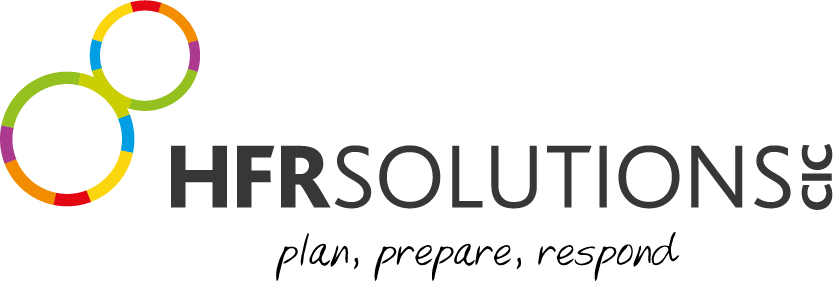 HFRSOLUTIONS CIC
plan, prepare, respond